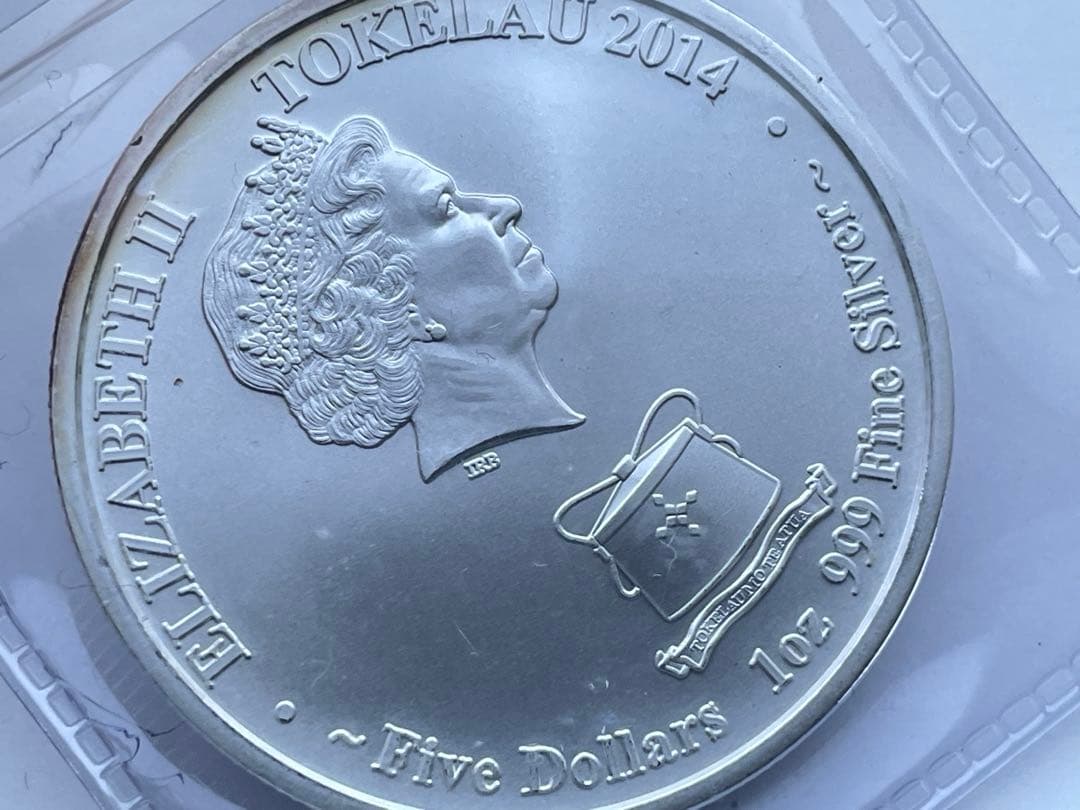 ELIZABETH II
TOKELAU 2014
IRB
TOKELAU MO TE ATUA
~ Five Dollars
1oz 999 Fine Silver ~